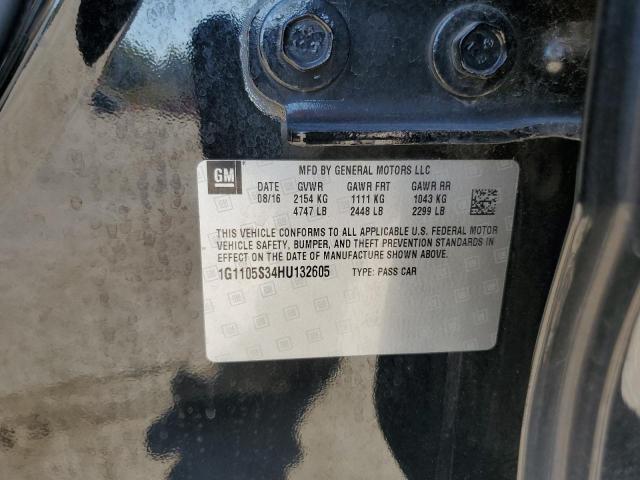 GM
MFD BY GENERAL MOTORS LLC
DATE GVWR GAWR FRT GAWR RR
08/16 2154 KG 1111 KG 1043 KG
4747 LB 2448 LB 2299 LB
THIS VEHICLE CONFORMS TO ALL APPLICABLE U.S. FEDERAL MOTOR
VEHICLE SAFETY, BUMPER, AND THEFT PREVENTION STANDARDS IN
EFFECT ON THE DATE OF MANUFACTURE SHOWN ABOVE.
1G1105S34HU132605 TYPE: PASS CAR